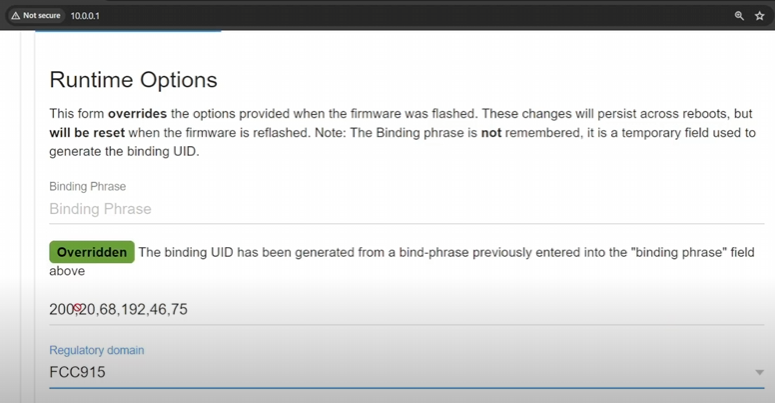 Not secure 10.0.0.1
Runtime Options
This form overrides the options provided when the firmware was flashed. These changes will persist across reboots, but
will be reset when the firmware is reflashed. Note: The Binding phrase is not remembered, it is a temporary field used to
generate the binding UID.
Binding Phrase
Binding Phrase
Overridden The binding UID has been generated from a bind-phrase previously entered into the "binding phrase" field
above
200,20,68,192,46,75
Regulatory domain
FCC915